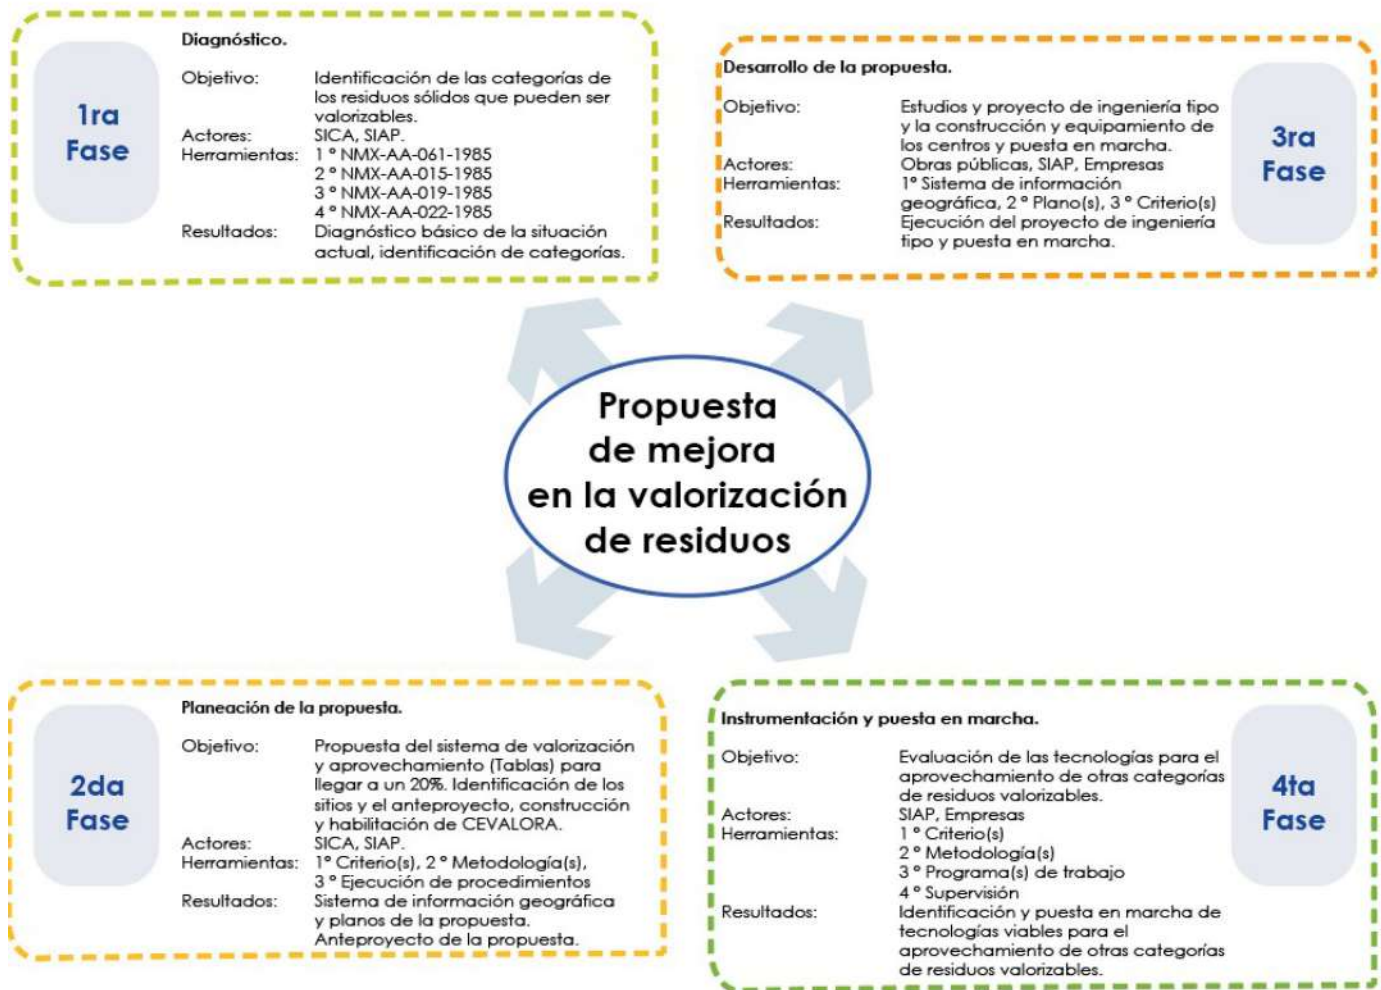 1ra
Fase
Diagnóstico.
Objetivo: Identificación de las categorías de
los residuos sólidos que pueden ser
valorizables.
Actores: SICA, SIAP.
Herramientas: 1 º NMX-AA-061-1985
2 º NMX-AA-015-1985
3 º NMX-AA-019-1985
4 º NMX-AA-022-1985
Resultados: Diagnóstico básico de la situación
actual, identificación de categorías.
Desarrollo de la propuesta.
Objetivo: Estudios y proyecto de ingeniería tipo
y la construcción y equipamiento de
los centros y puesta en marcha.
Actores: Obras públicas, SIAP, Empresas
Herramientas: 1º Sistema de información
geográfica, 2 º Plano(s), 3 º Criterio(s)
Resultados: Ejecución del proyecto de ingeniería
tipo y puesta en marcha.
3ra
Fase
Propuesta
de mejora
en la valorización
de residuos
2da
Fase
Planeación de la propuesta.
Objetivo: Propuesta del sistema de valorización
y aprovechamiento (Tablas) para
llegar a un 20%. Identificación de los
sitios y el anteproyecto, construcción
y habilitación de CEVALORA.
Actores: SICA, SIAP.
Herramientas: 1º Criterio(s), 2 º Metodología(s),
3 º Ejecución de procedimientos
Resultados: Sistema de información geográfica
y planos de la propuesta.
Anteproyecto de la propuesta.
Instrumentación y puesta en marcha.
Objetivo: Evaluación de las tecnologías para el
aprovechamiento de otras categorías
de residuos valorizables.
Actores: SIAP, Empresas
Herramientas: 1 º Criterio(s)
2 º Metodología(s)
3 º Programa(s) de trabajo
4 º Supervisión
Resultados: Identificación y puesta en marcha de
tecnologías viables para el
aprovechamiento de otras categorías
de residuos valorizables.
4ta
Fase